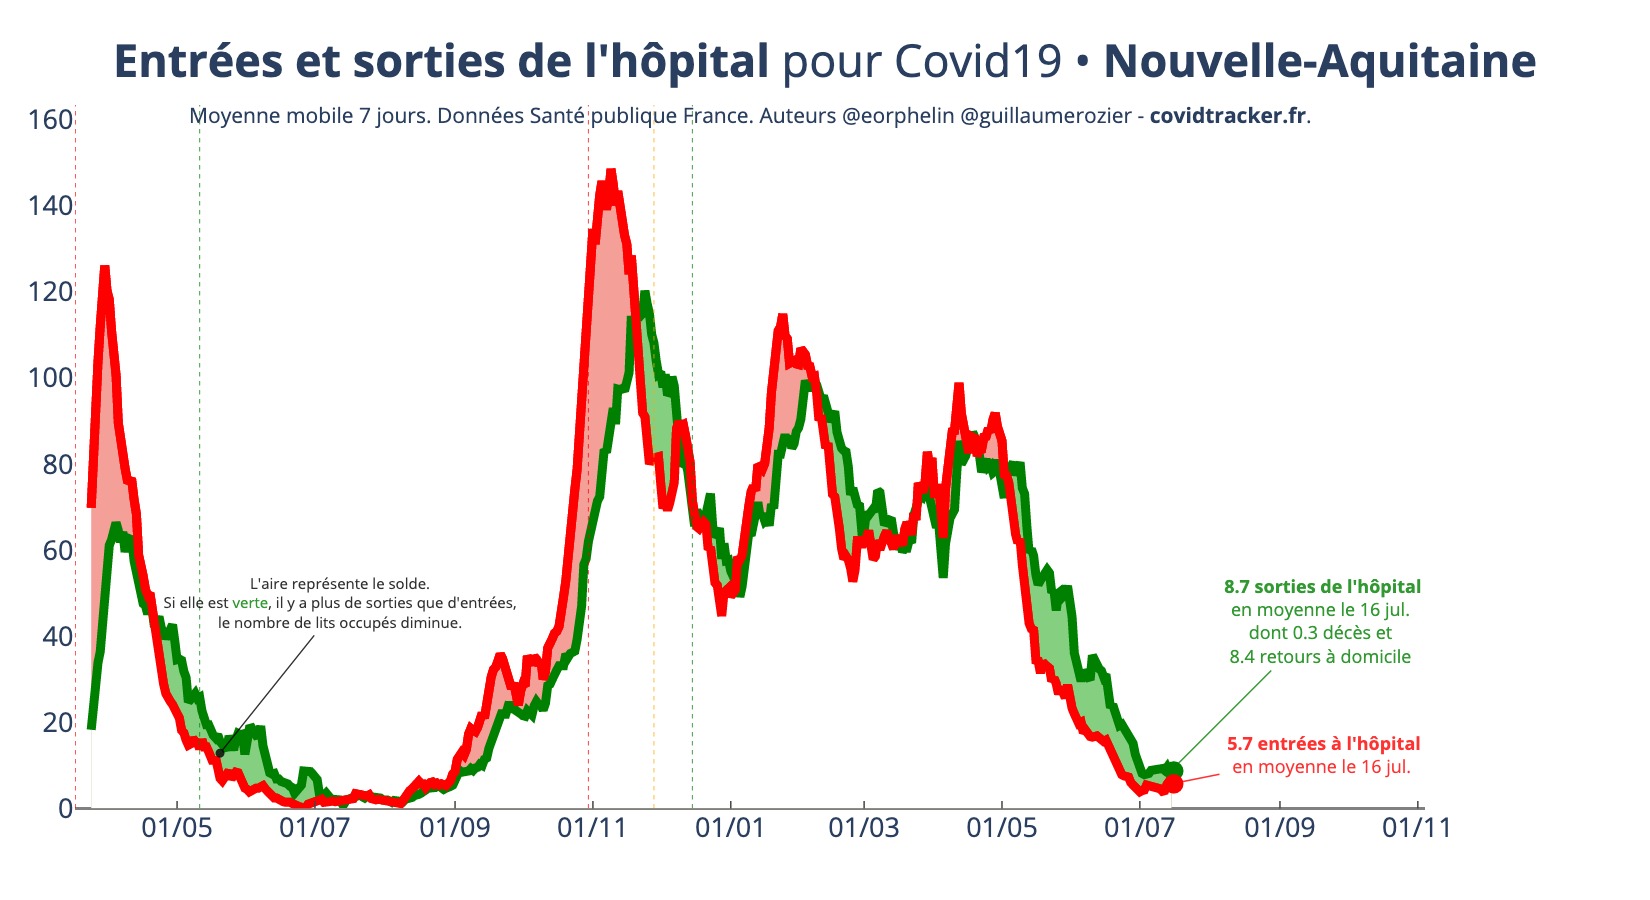 Entrées et sorties de l'hôpital pour Covid19 • Nouvelle-Aquitaine
Moyenne mobile 7 jours. Données Santé publique France. Auteurs @eorphelin @guillaumerozier - covidtracker.fr.
160
140
120
100
80
60
40
20
0
L'aire représente le solde.
Si elle est verte, il y a plus de sorties que d'entrées,
le nombre de lits occupés diminue.
8.7 sorties de l'hôpital
en moyenne le 16 jul.
dont 0.3 décès et
8.4 retours à domicile
5.7 entrées à l'hôpital
en moyenne le 16 jul.
01/05 01/07 01/09 01/11 01/01 01/03 01/05 01/07 01/09 01/11